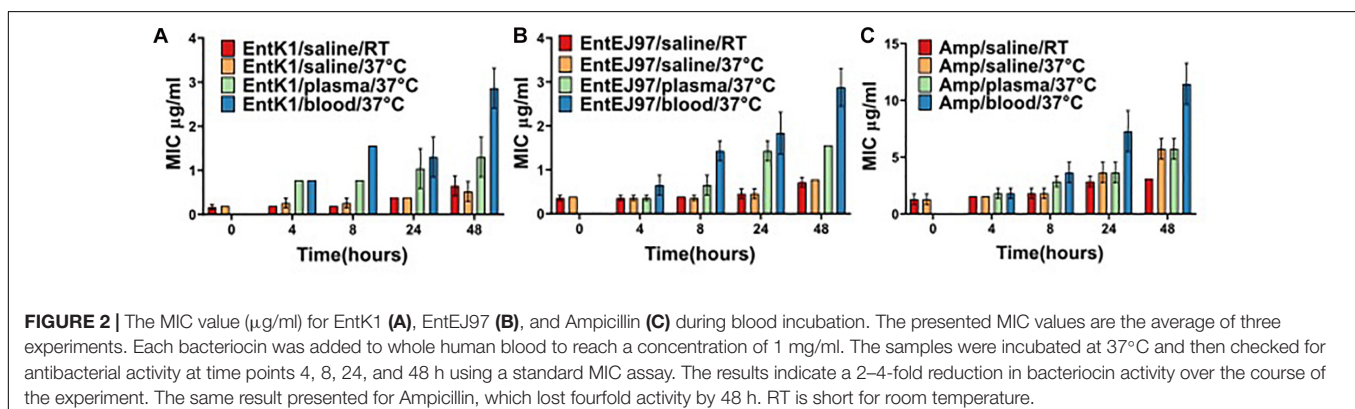 A
4
3
2
1
0
MIC µg/ml
EntK1/saline/RT
EntK1/saline/37°C
EntK1/plasma/37°C
EntK1/blood/37°C
0 4 8 24 48
Time(hours)
B
4
3
2
1
0
MIC µg/ml
EntEJ97/saline/RT
EntEJ97/saline/37°C
EntEJ97/plasma/37°C
EntEJ97/blood/37°C
0 4 8 24 48
Time(hours)
C
15
10
5
0
MIC µg/ml
Amp/saline/RT
Amp/saline/37°C
Amp/plasma/37°C
Amp/blood/37°C
0 4 8 24 48
Time(hours)
FIGURE 2 | The MIC value (µg/ml) for EntK1 (A), EntEJ97 (B), and Ampicillin (C) during blood incubation. The presented MIC values are the average of three
experiments. Each bacteriocin was added to whole human blood to reach a concentration of 1 mg/ml. The samples were incubated at 37°C and then checked for
antibacterial activity at time points 4, 8, 24, and 48 h using a standard MIC assay. The results indicate a 2–4-fold reduction in bacteriocin activity over the course of
the experiment. The same result presented for Ampicillin, which lost fourfold activity by 48 h. RT is short for room temperature.